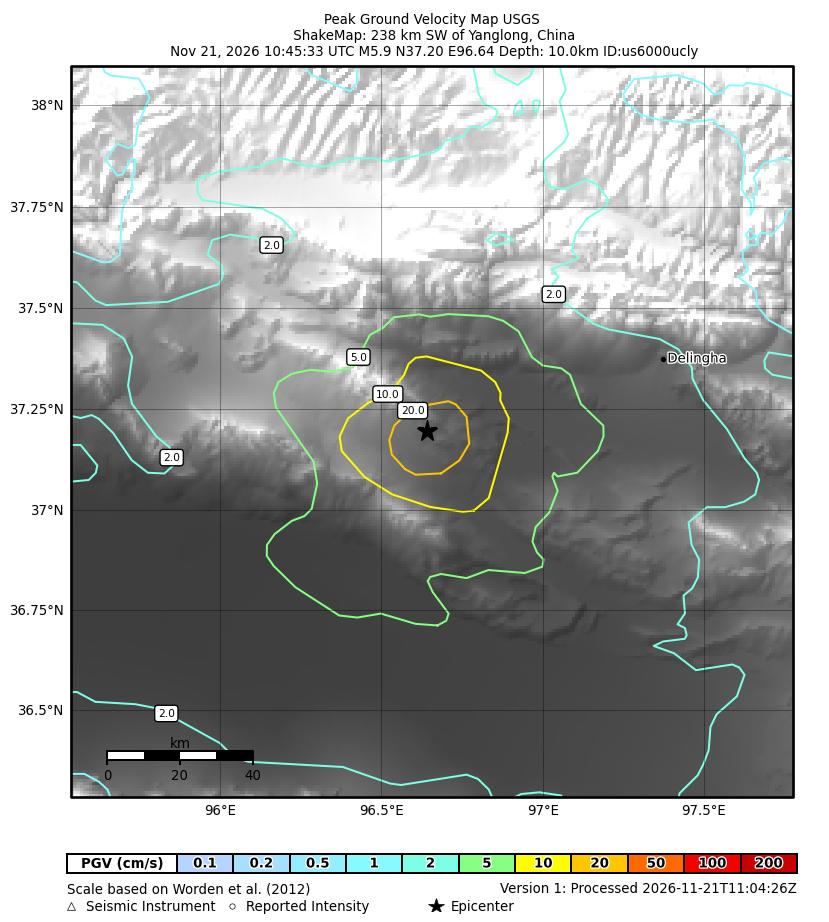 Peak Ground Velocity Map USGS
ShakeMap: 238 km SW of Yanglong, China
Nov 21, 2026 10:45:33 UTC M5.9 N37.20 E96.64 Depth: 10.0km ID:us6000ucly
38°N
37.75°N
2.0
37.5°N
2.0
5.0
Delingha
10.0
37.25°N
20.0
2.0
37°N
36.75°N
36.5°N
2.0
km
0 20 40
96°E 96.5°E 97°E 97.5°E
PGV (cm/s) 0.1 0.2 0.5 1 2 5 10 20 50 100 200
Scale based on Worden et al. (2012) Version 1: Processed 2026-11-21T11:04:26Z
△ Seismic Instrument ○ Reported Intensity ★ Epicenter